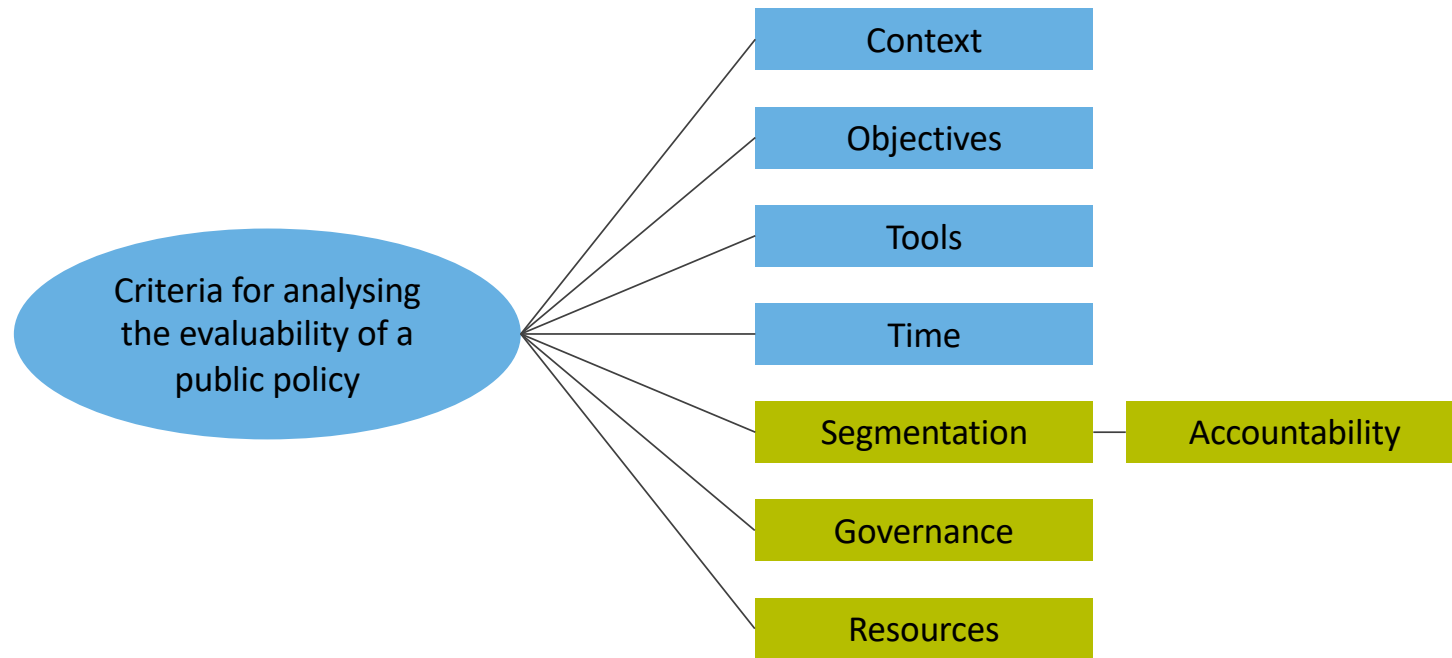 Context
Objectives
Tools
Criteria for analysing
the evaluability of a
public policy
Time
Segmentation
Accountability
Governance
Resources